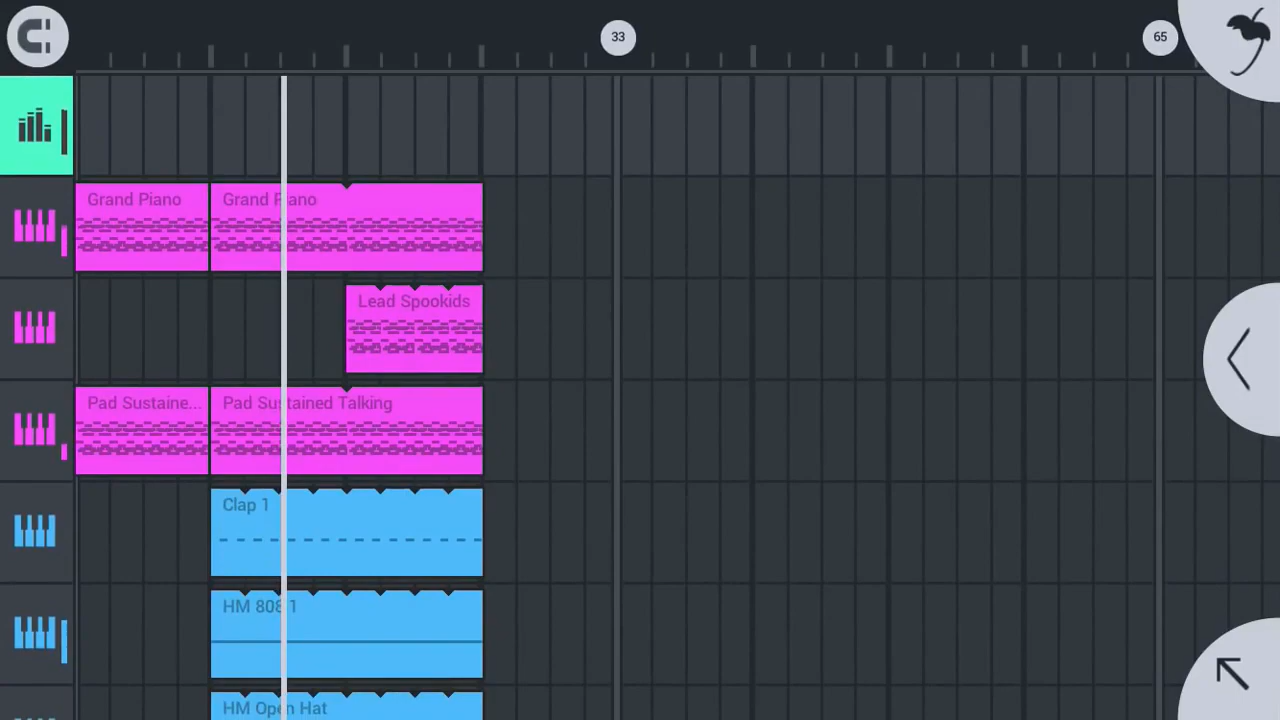 33
65
Grand Piano
Grand Piano
Lead Spookids
Pad Sustaine...
Pad Sustained Talking
Clap 1
HM 808 1
HM Open Hat